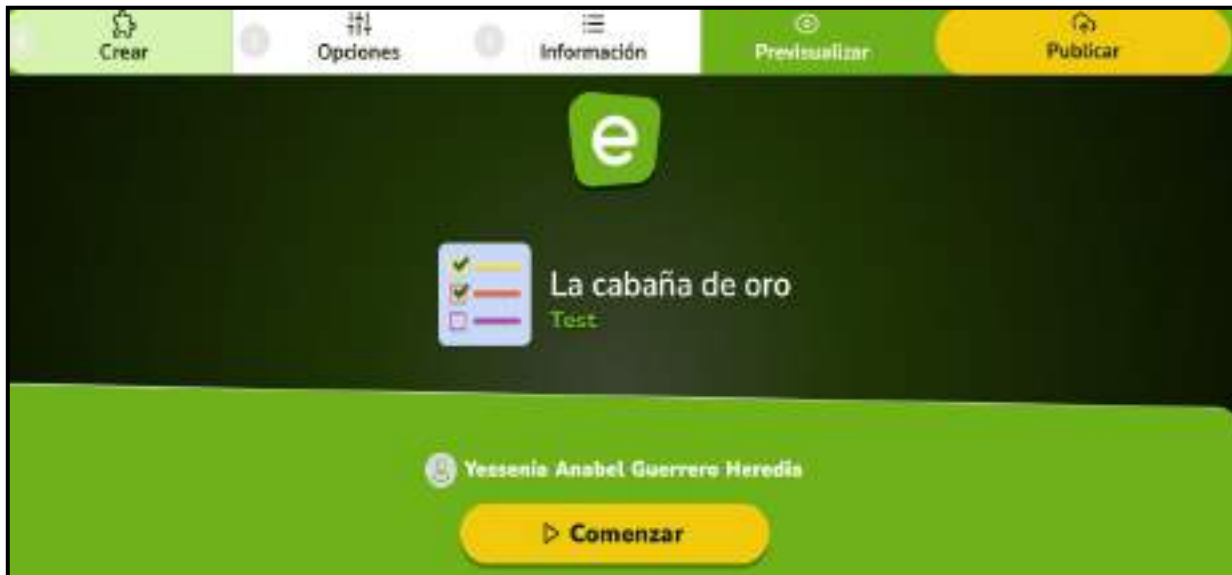 Crear
Opciones
Información
Previsualizar
Publicar
e
La cabaña de oro
Test
Yessenia Anabel Guerrero Heredia
Comenzar